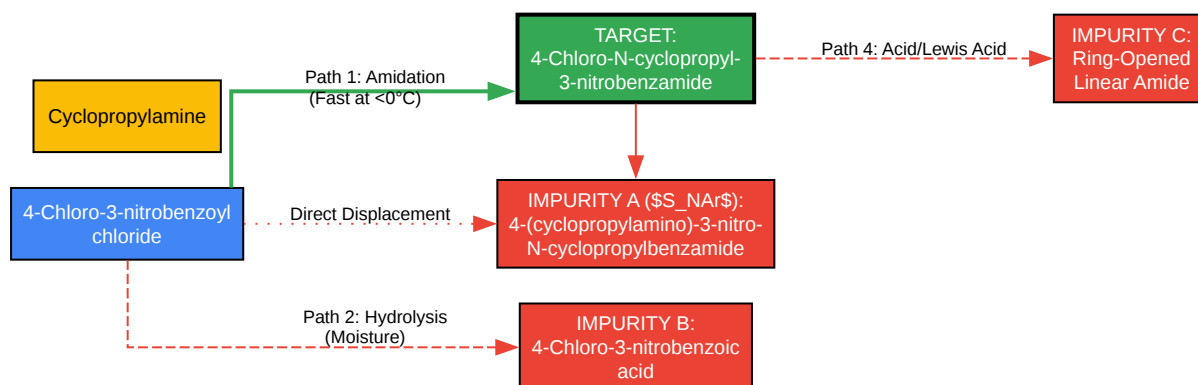 TARGET:
4-Chloro-N-cyclopropyl-
3-nitrobenzamide
Path 4: Acid/Lewis Acid
IMPURITY C:
Ring-Opened
Linear Amide
Path 1: Amidation
(Fast at <0°C)
Cyclopropylamine
4-Chloro-3-nitrobenzoyl
chloride
Direct Displacement
IMPURITY A ($S_NAr$):
4-(cyclopropylamino)-3-nitro-
N-cyclopropylbenzamide
Path 2: Hydrolysis
(Moisture)
IMPURITY B:
4-Chloro-3-nitrobenzoic
acid